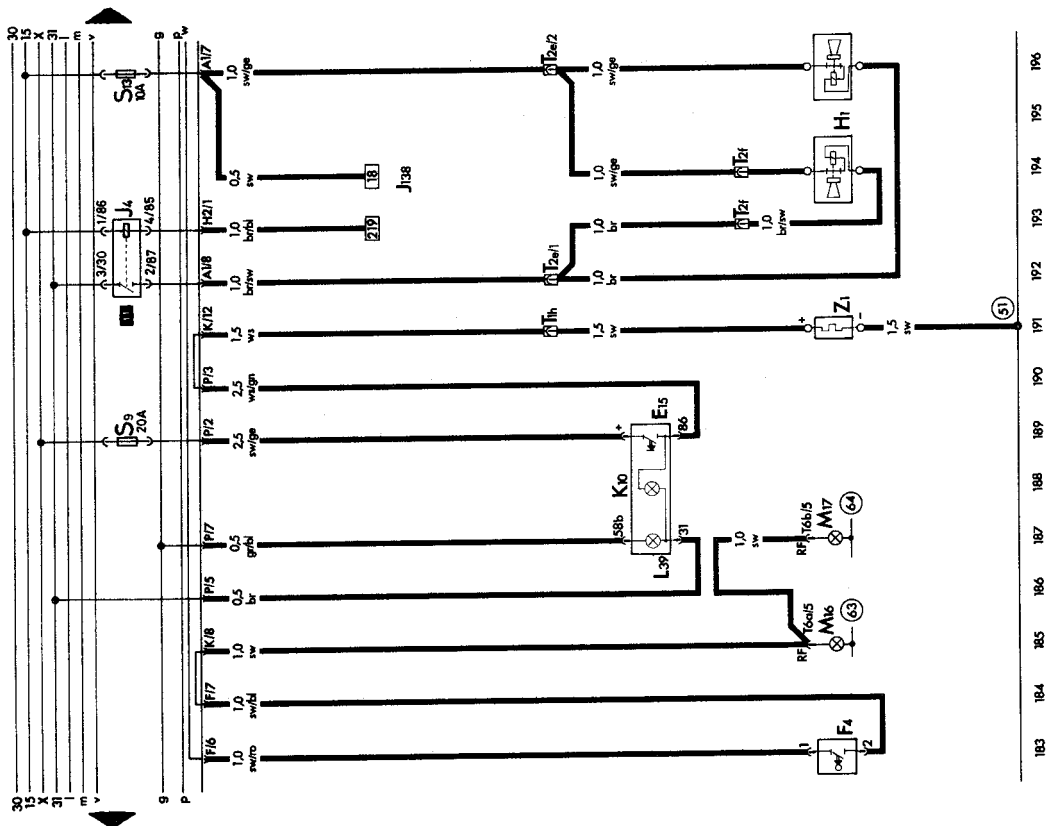 30
15
X
31
l
m
v
g
p
w
S13
10A
A1/7
1,0
sw/ge
T2e/2
1,0
sw/ge
196
195
H1
0,5
sw
18
J138
1,0
sw/ge
T2f
194
J4
1/86
4/85
H2/1
1,0
br/bl
219
1,0
br
T2f
1,0
br/sw
193
3/30
2/87
A1/8
1,0
br/sw
T2e/1
1,0
br
192
K/12
1,5
ws
T1h
1,5
sw
+
Z1
–
1,5
sw
51
191
P/3
2,5
ws/gn
190
S9
20A
P/2
2,5
sw/ge
+
E15
86
189
K10
188
P/7
0,5
gr/bl
58b
31
L39
1,0
sw
RF
T6b/5
M17
64
187
P/5
0,5
br
186
K/8
1,0
sw
RF
T6a/5
M16
63
185
F/7
1,0
sw/bl
184
F/6
1,0
sw/ro
1
F4
2
183
30
15
X
31
l
m
v
g
p